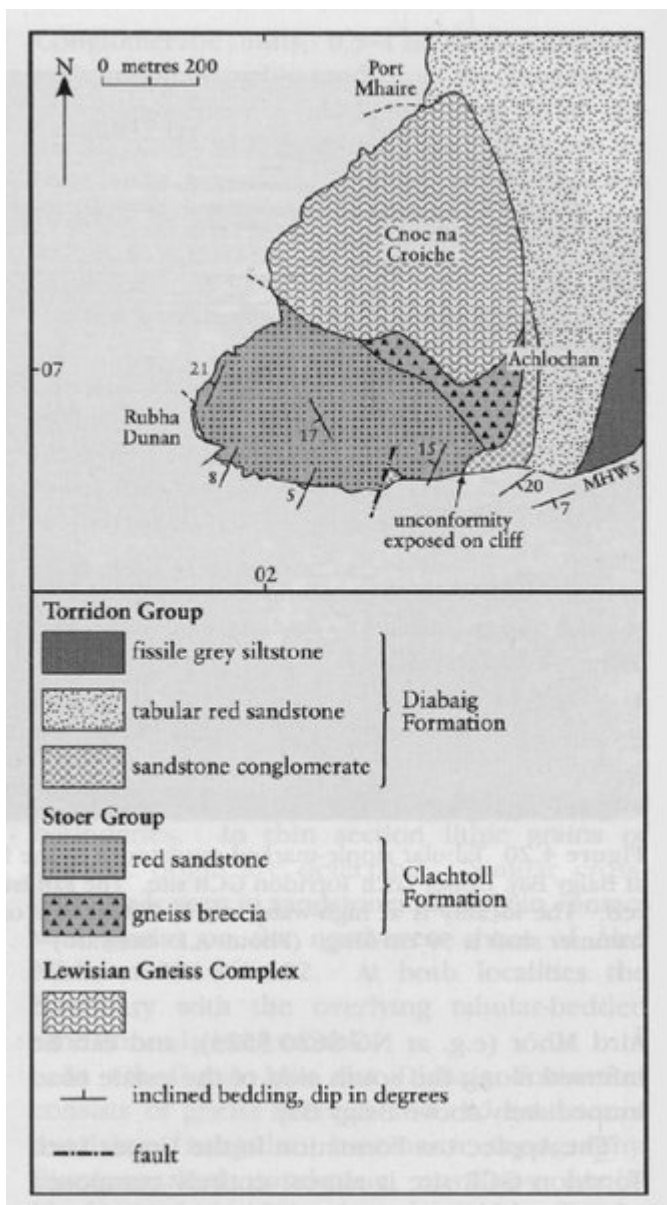 N
0 metres 200
Port
Mhaire
Cnoc na
Croiche
07
Achlochan
21
Rubha
Dunan
17
15
8
5
20
7
MHWS
unconformity
exposed on cliff
02
Torridon Group
fissile grey siltstone
tabular red sandstone
sandstone conglomerate
Diabaig
Formation
Stoer Group
red sandstone
gneiss breccia
Clachtoll
Formation
Lewisian Gneiss Complex
inclined bedding, dip in degrees
fault